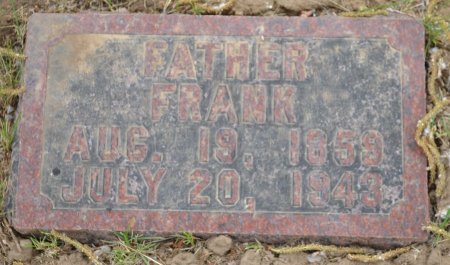 FATHER
FRANK
AUG. 19, 1859
JULY 20, 1943